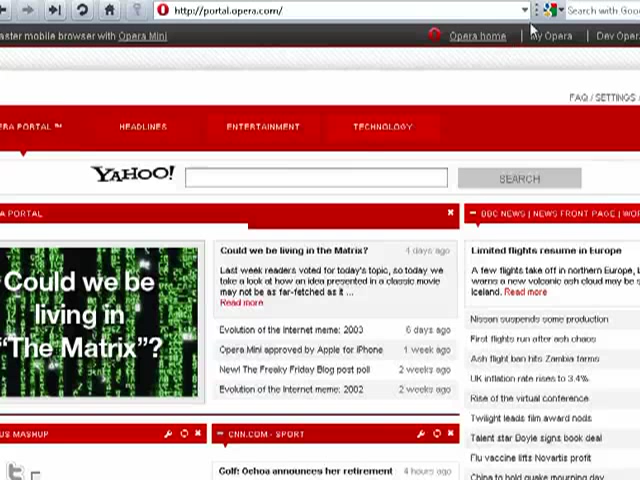 http://portal.opera.com/
Search with Goo
aster mobile browser with Opera Mini
Opera home | My Opera | Dev Oper
FAQ / SETTINGS /
ERA PORTAL ™
HEADLINES
ENTERTAINMENT
TECHNOLOGY
YAHOO!
SEARCH
A PORTAL
Could we be
living in
"The Matrix"?
Could we be living in the Matrix?
4 days ago
Last week readers voted for today's topic, so today we
take a look at how an idea presented in a classic movie
may not be as far-fetched as it ...
Read more
Evolution of the Internet meme: 2003
6 days ago
Opera Mini approved by Apple for iPhone
1 week ago
New! The Freaky Friday Blog post poll
2 weeks ago
Evolution of the Internet meme: 2002
2 weeks ago
BBC NEWS | NEWS FRONT PAGE | WOR
Limited flights resume in Europe
A few flights take off in northern Europe,
warns a new volcanic ash cloud may be s
Iceland. Read more
Nissan suspends some production
First flights run after ash chaos
Ash flight ban hits Zambia farms
UK inflation rate rises to 3.4%
Rise of the virtual conference
Twilight leads film award nods
Talent star Boyle signs book deal
Flu vaccine lifts Novartis profit
China to hold quake mourning day
US MASHUP
CNN.COM - SPORT
Golf: Ochoa announces her retirement
4 hours ago